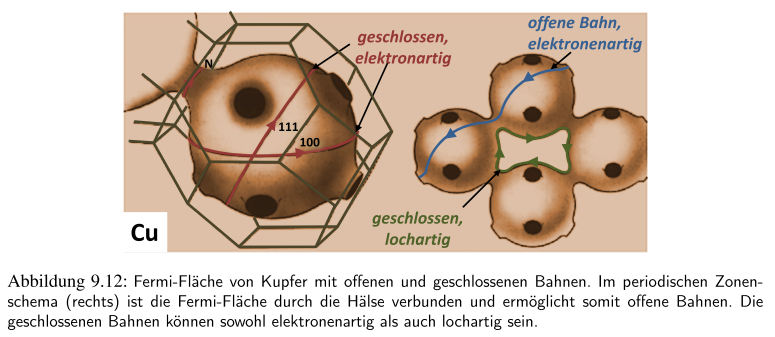 geschlossen,
elektronartig
offene Bahn,
elektronenartig
N
111
100
geschlossen,
lochartig
Cu
Abbildung 9.12: Fermi-Fläche von Kupfer mit offenen und geschlossenen Bahnen. Im periodischen Zonen-
schema (rechts) ist die Fermi-Fläche durch die Hälse verbunden und ermöglicht somit offene Bahnen. Die
geschlossenen Bahnen können sowohl elektronenartig als auch lochartig sein.